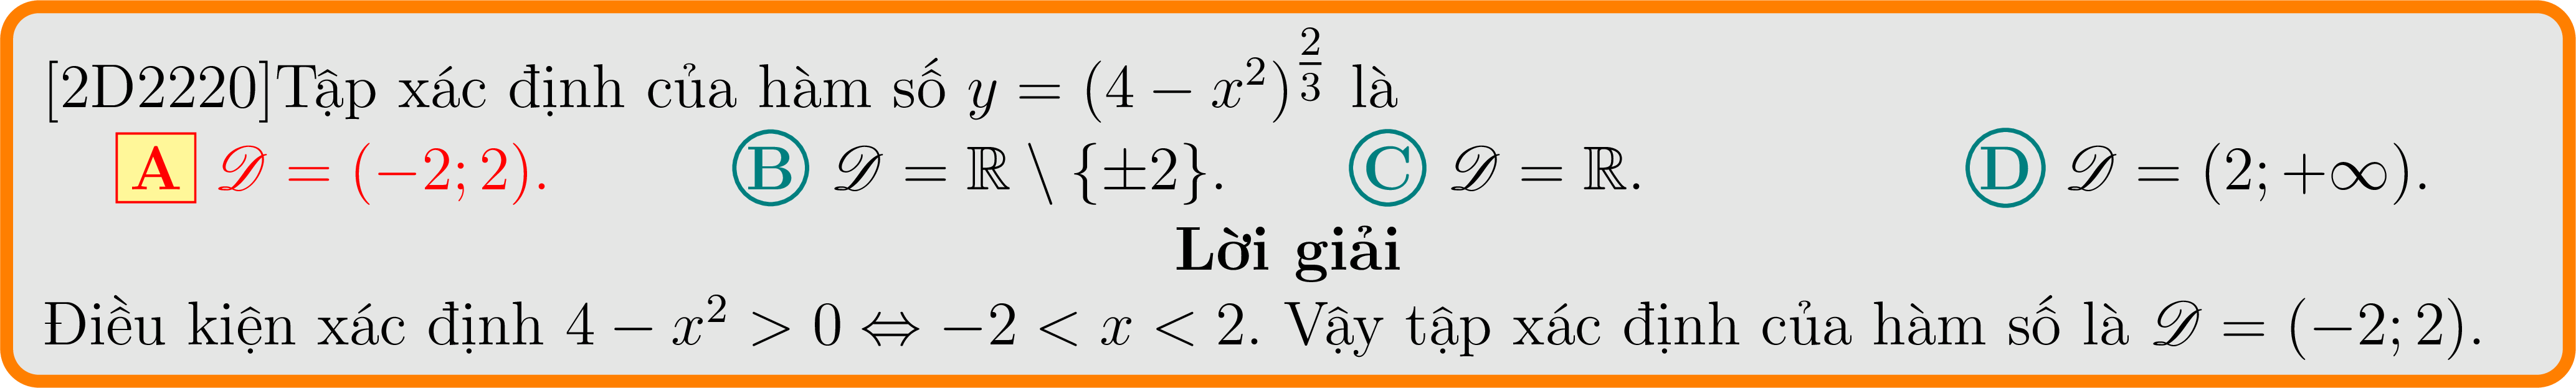 [2D2220]Tập xác định của hàm số $y = (4 - x^2)^{\frac{2}{3}}$ là
A $\mathscr{D} = (-2; 2)$. B $\mathscr{D} = \mathbb{R} \setminus \{\pm 2\}$. C $\mathscr{D} = \mathbb{R}$. D $\mathscr{D} = (2; +\infty)$.
Lời giải
Điều kiện xác định $4 - x^2 > 0 \Leftrightarrow -2 < x < 2$. Vậy tập xác định của hàm số là $\mathscr{D} = (-2; 2)$.